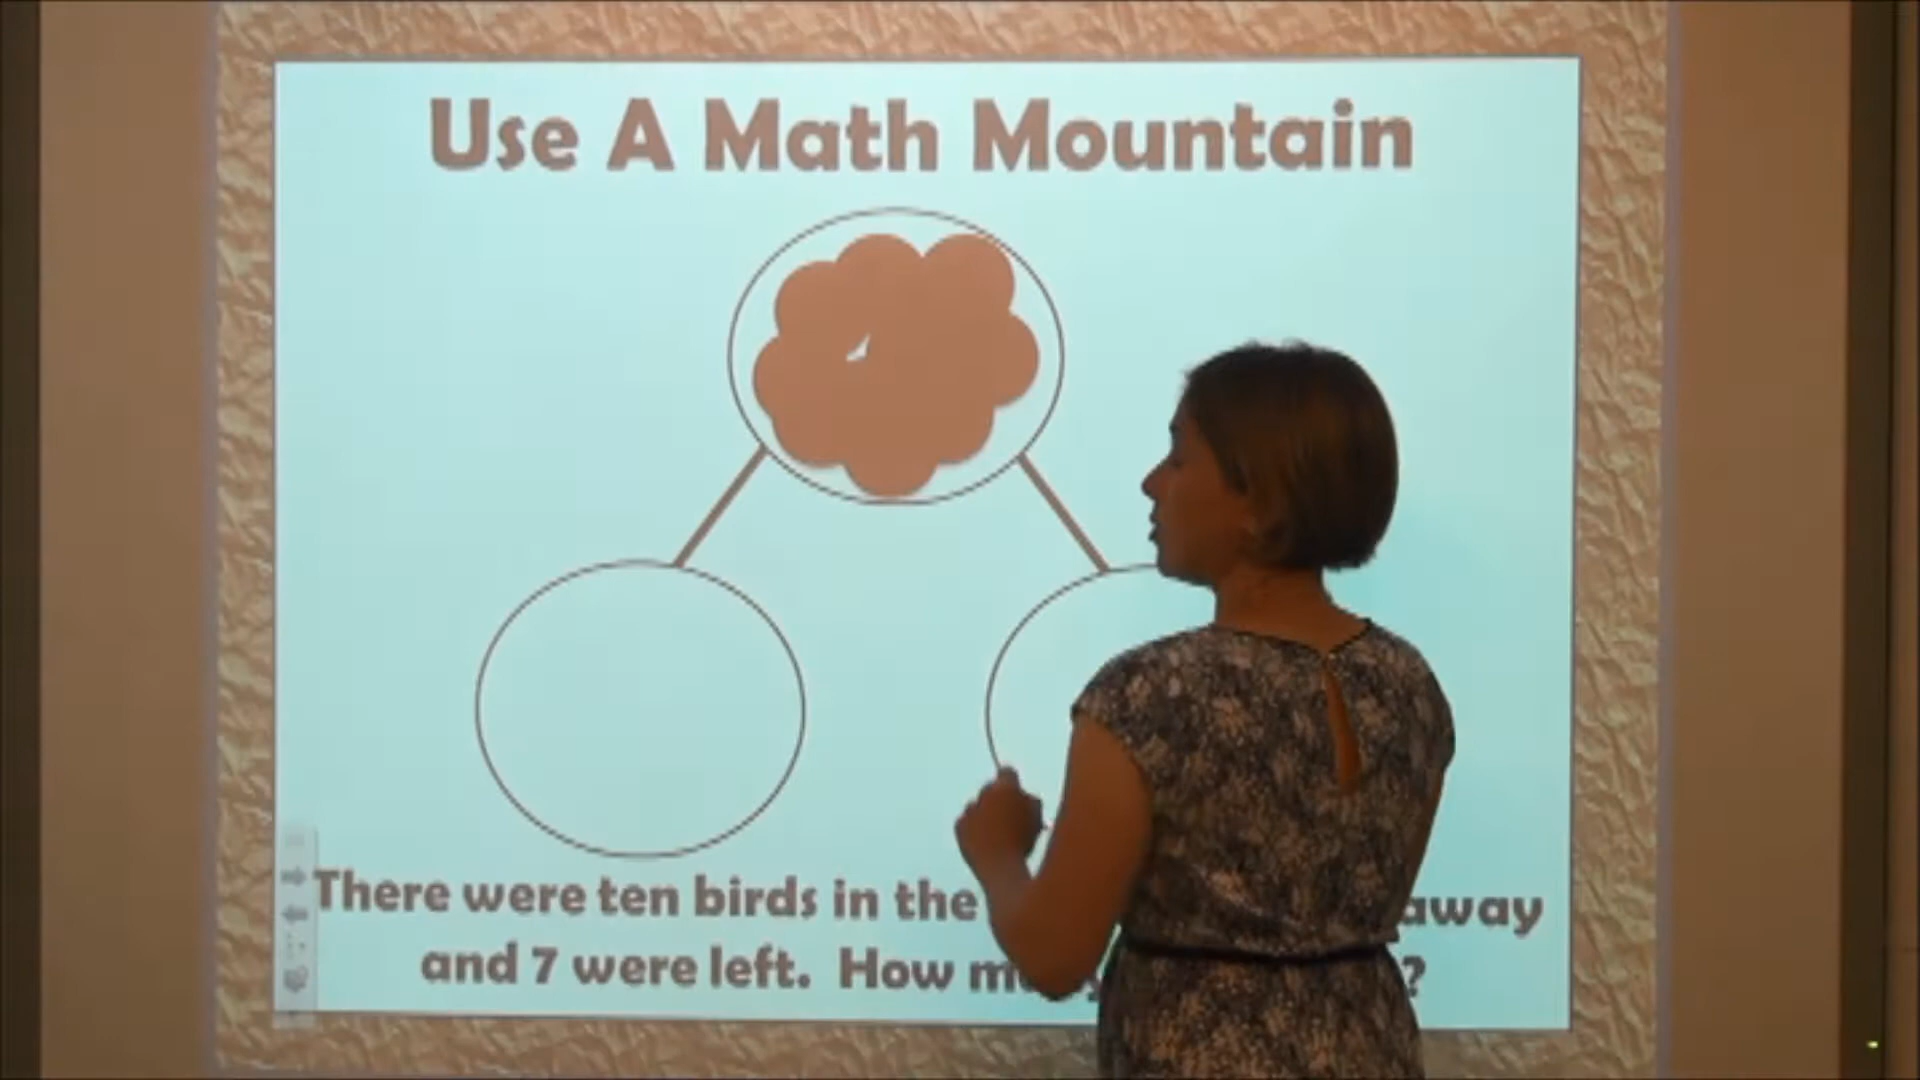 Use A Math Mountain
There were ten birds in the away
and 7 were left. How ?